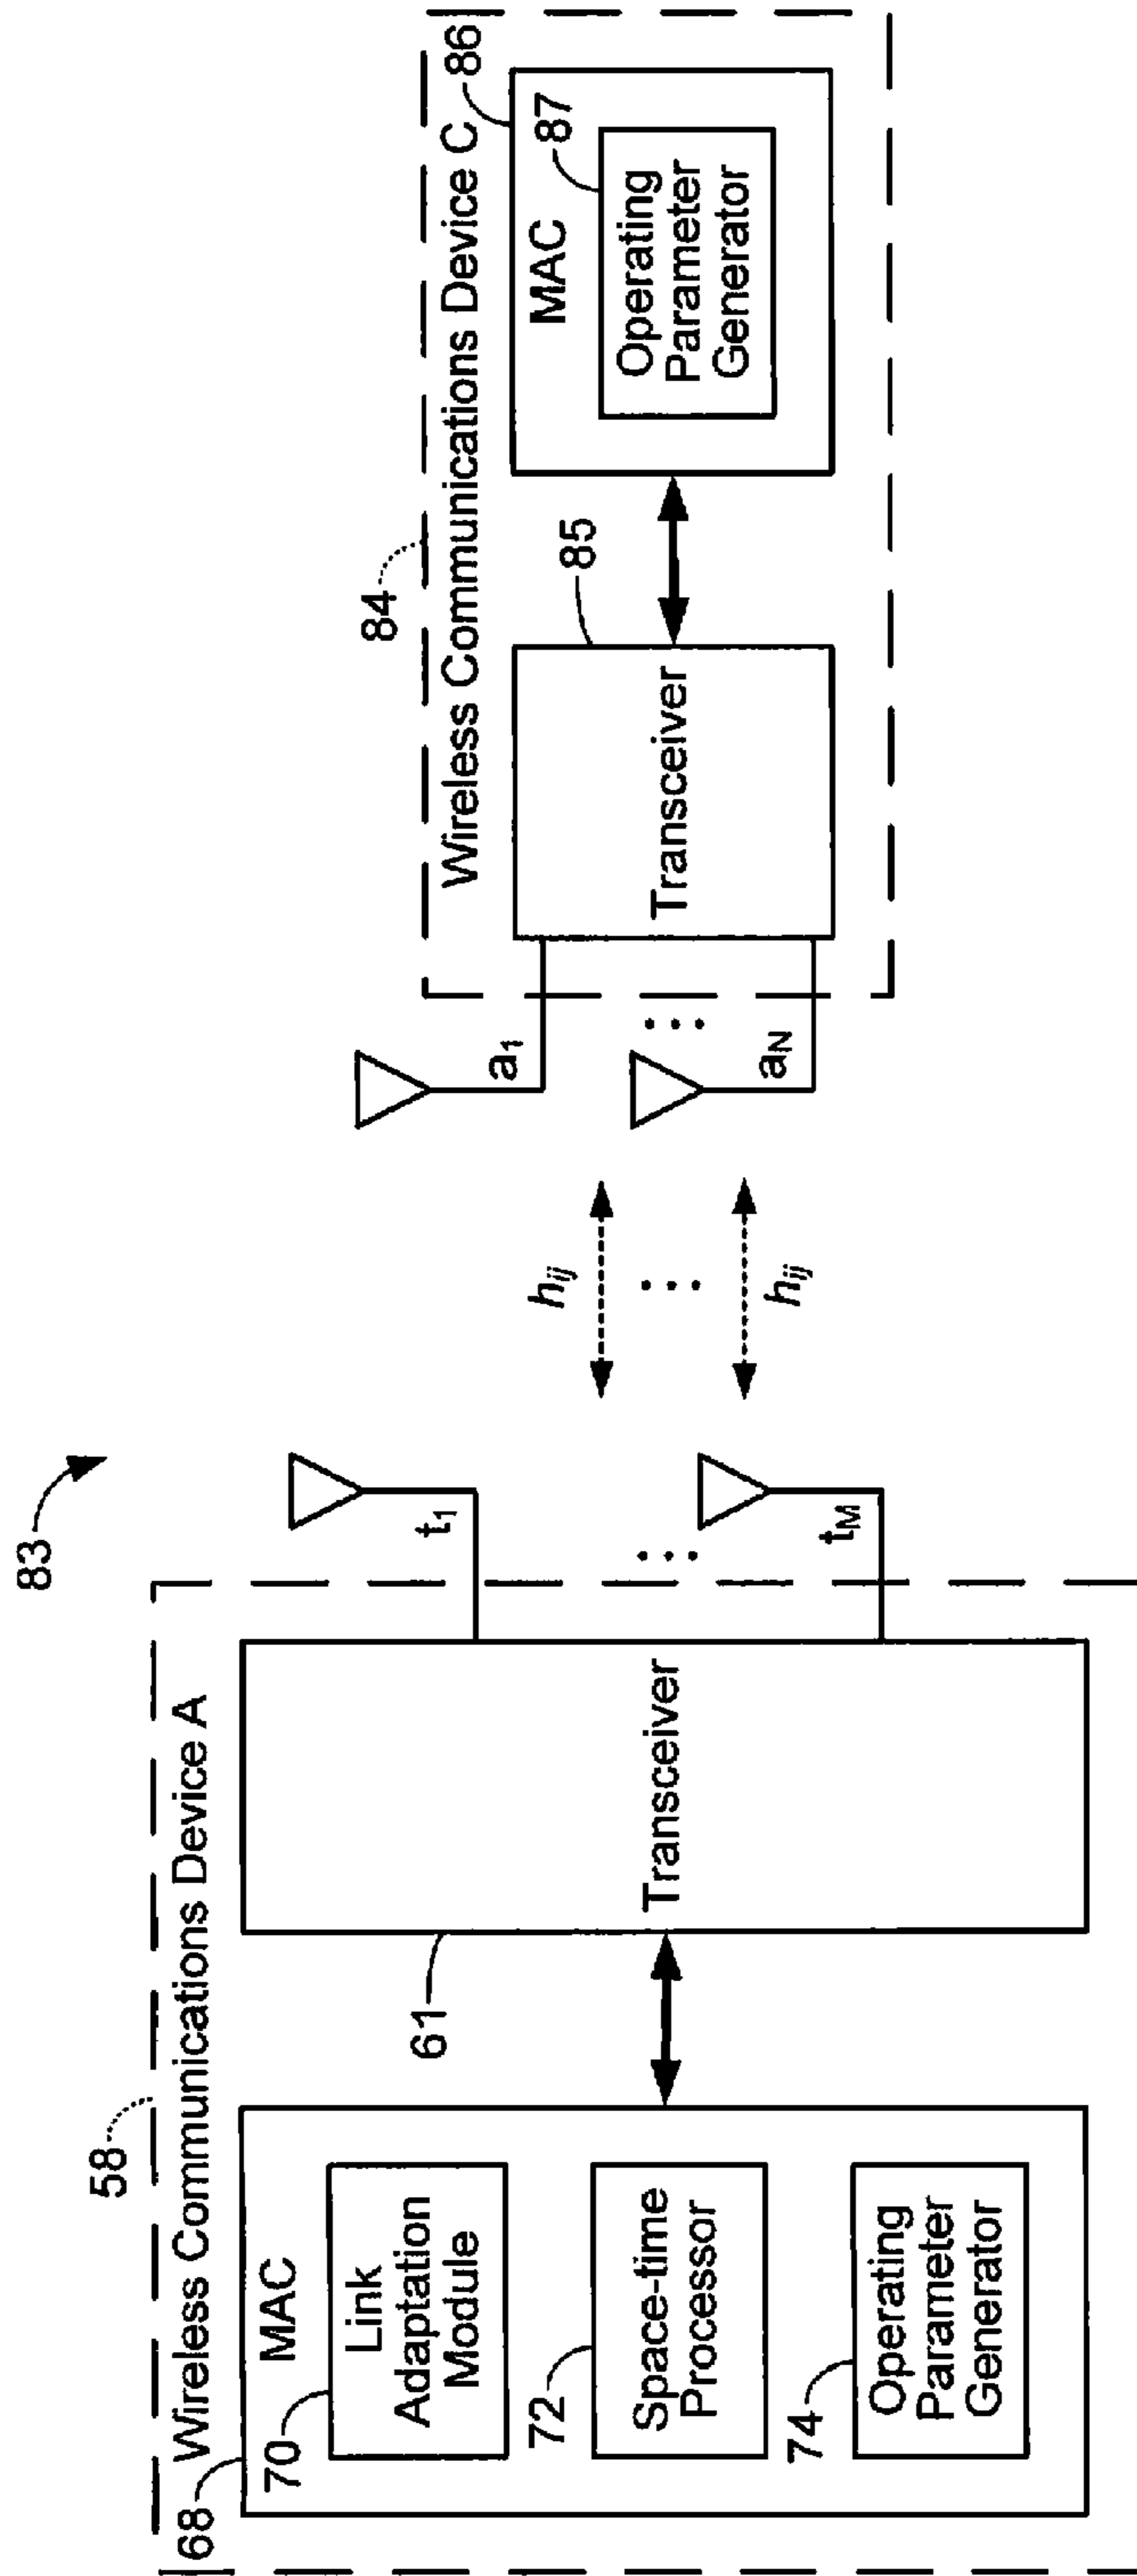 83
58
Wireless Communications Device A
68
MAC
70
Link
Adaptation
Module
72
Space-time
Processor
74
Operating
Parameter
Generator
61
Transceiver
t1
⋮
tM
hij
⋮
hij
84
Wireless Communications Device C
a1
⋮
aN
Transceiver
85
86
MAC
87
Operating
Parameter
Generator